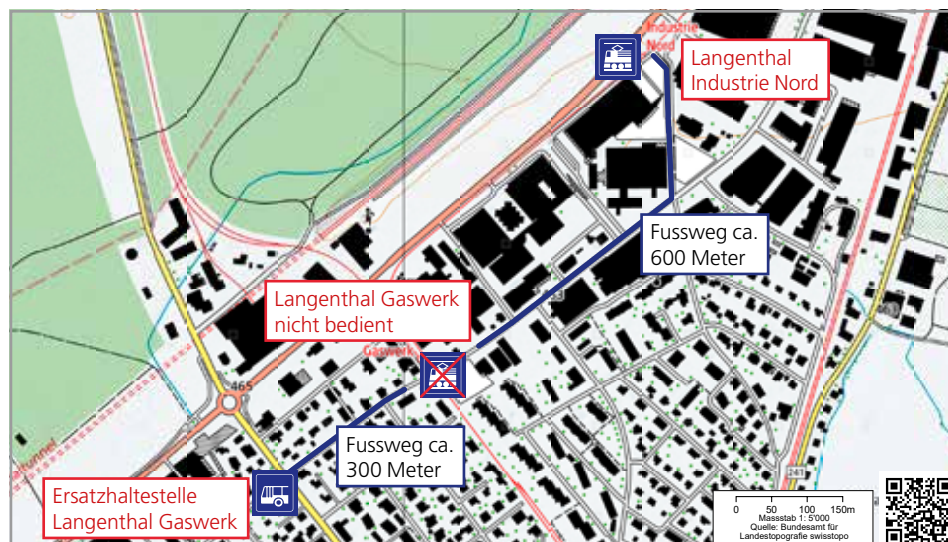 Industrie
Nord
Langenthal
Industrie Nord
Fussweg ca.
600 Meter
Langenthal Gaswerk
nicht bedient
Gaswerk
465
Fussweg ca.
300 Meter
Ersatzhaltestelle
Langenthal Gaswerk
241
0 50 100 150m
Massstab 1: 5'000
Quelle: Bundesamt für
Landestopografie swisstopo